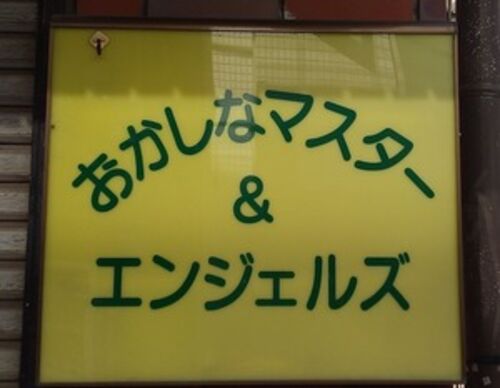 おかしなマスター
&
エンジェルズ